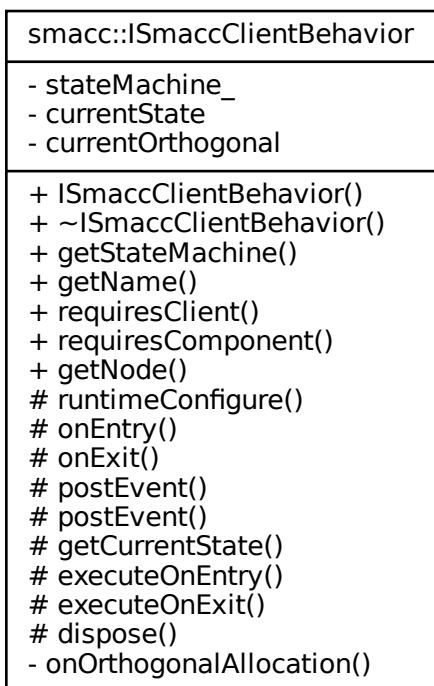 smacc::ISmaccClientBehavior
- stateMachine_
- currentState
- currentOrthogonal
+ ISmaccClientBehavior()
+ ~ISmaccClientBehavior()
+ getStateMachine()
+ getName()
+ requiresClient()
+ requiresComponent()
+ getNode()
# runtimeConfigure()
# onEntry()
# onExit()
# postEvent()
# postEvent()
# getCurrentState()
# executeOnEntry()
# executeOnExit()
# dispose()
- onOrthogonalAllocation()